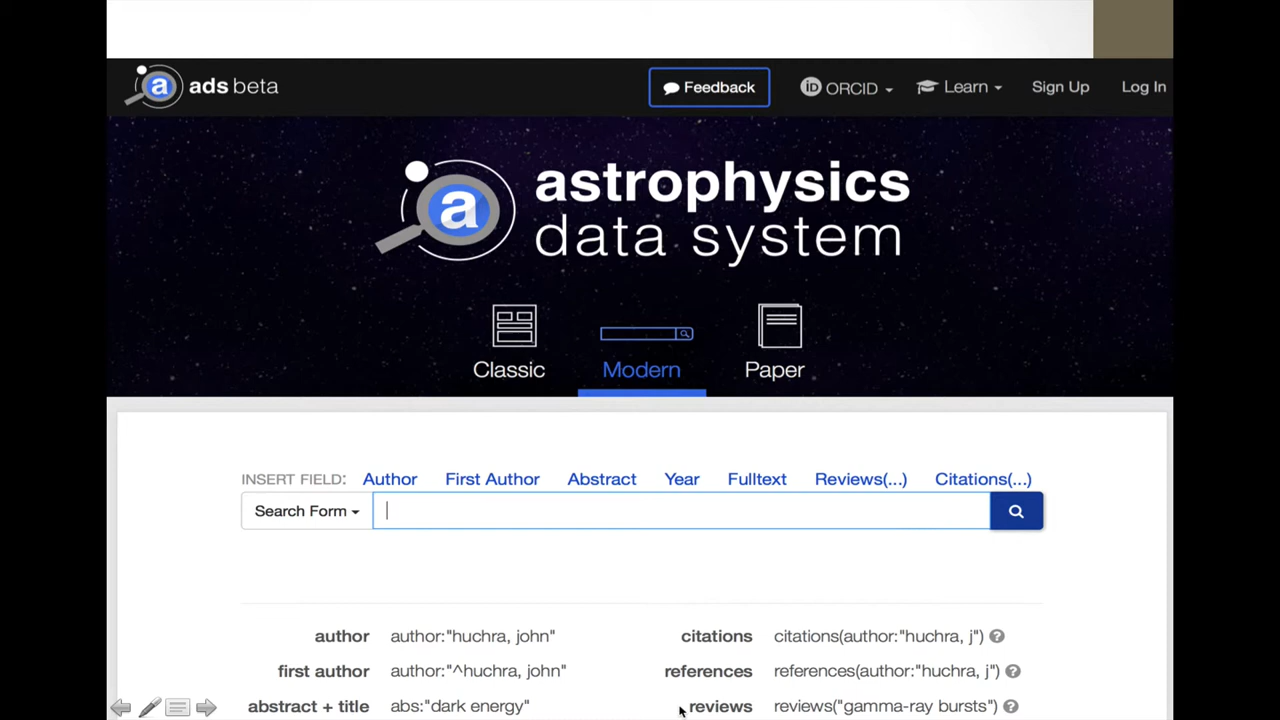 a ads beta Feedback iD ORCID Learn Sign Up Log In
astrophysics
a data system
Classic Modern Paper
INSERT FIELD: Author First Author Abstract Year Fulltext Reviews(...) Citations(...)
Search Form
author author:"huchra, john" citations citations(author:"huchra, j") ?
first author author:"^huchra, john" references references(author:"huchra, j") ?
abstract + title abs:"dark energy" reviews reviews("gamma-ray bursts") ?